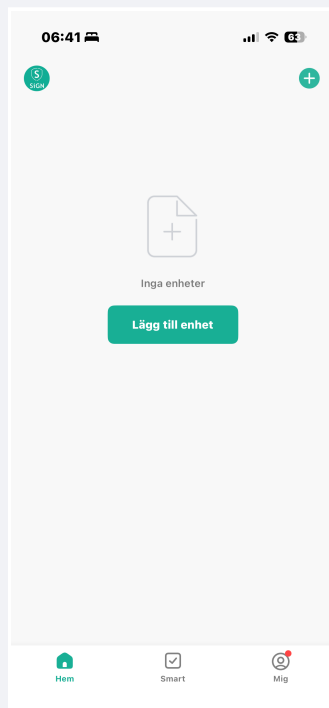 06:41
63
S
SIGN
Inga enheter
Lägg till enhet
Hem
Smart
Mig